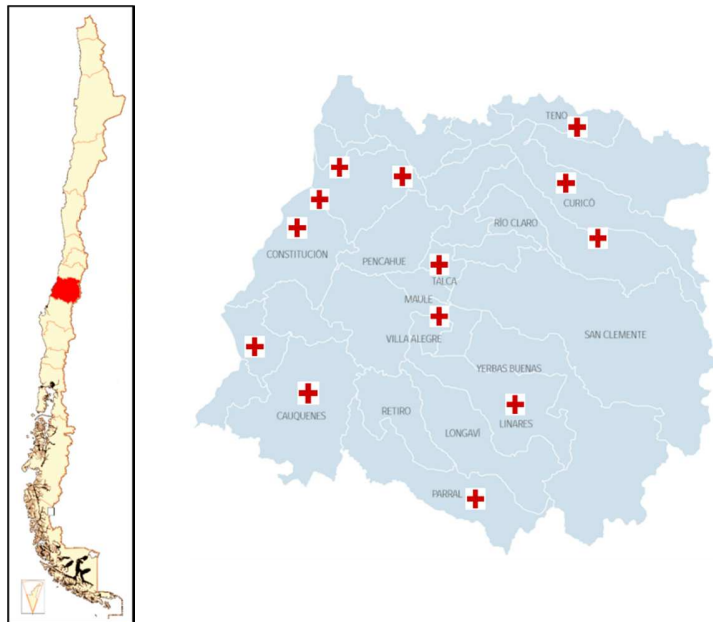 TENO
CURICÓ
RÍO CLARO
CONSTITUCIÓN
PENCAHUE
TALCA
MAULE
SAN CLEMENTE
VILLA ALEGRE
YERBAS BUENAS
CAUQUENES
RETIRO
LINARES
LONGAVÍ
PARRAL